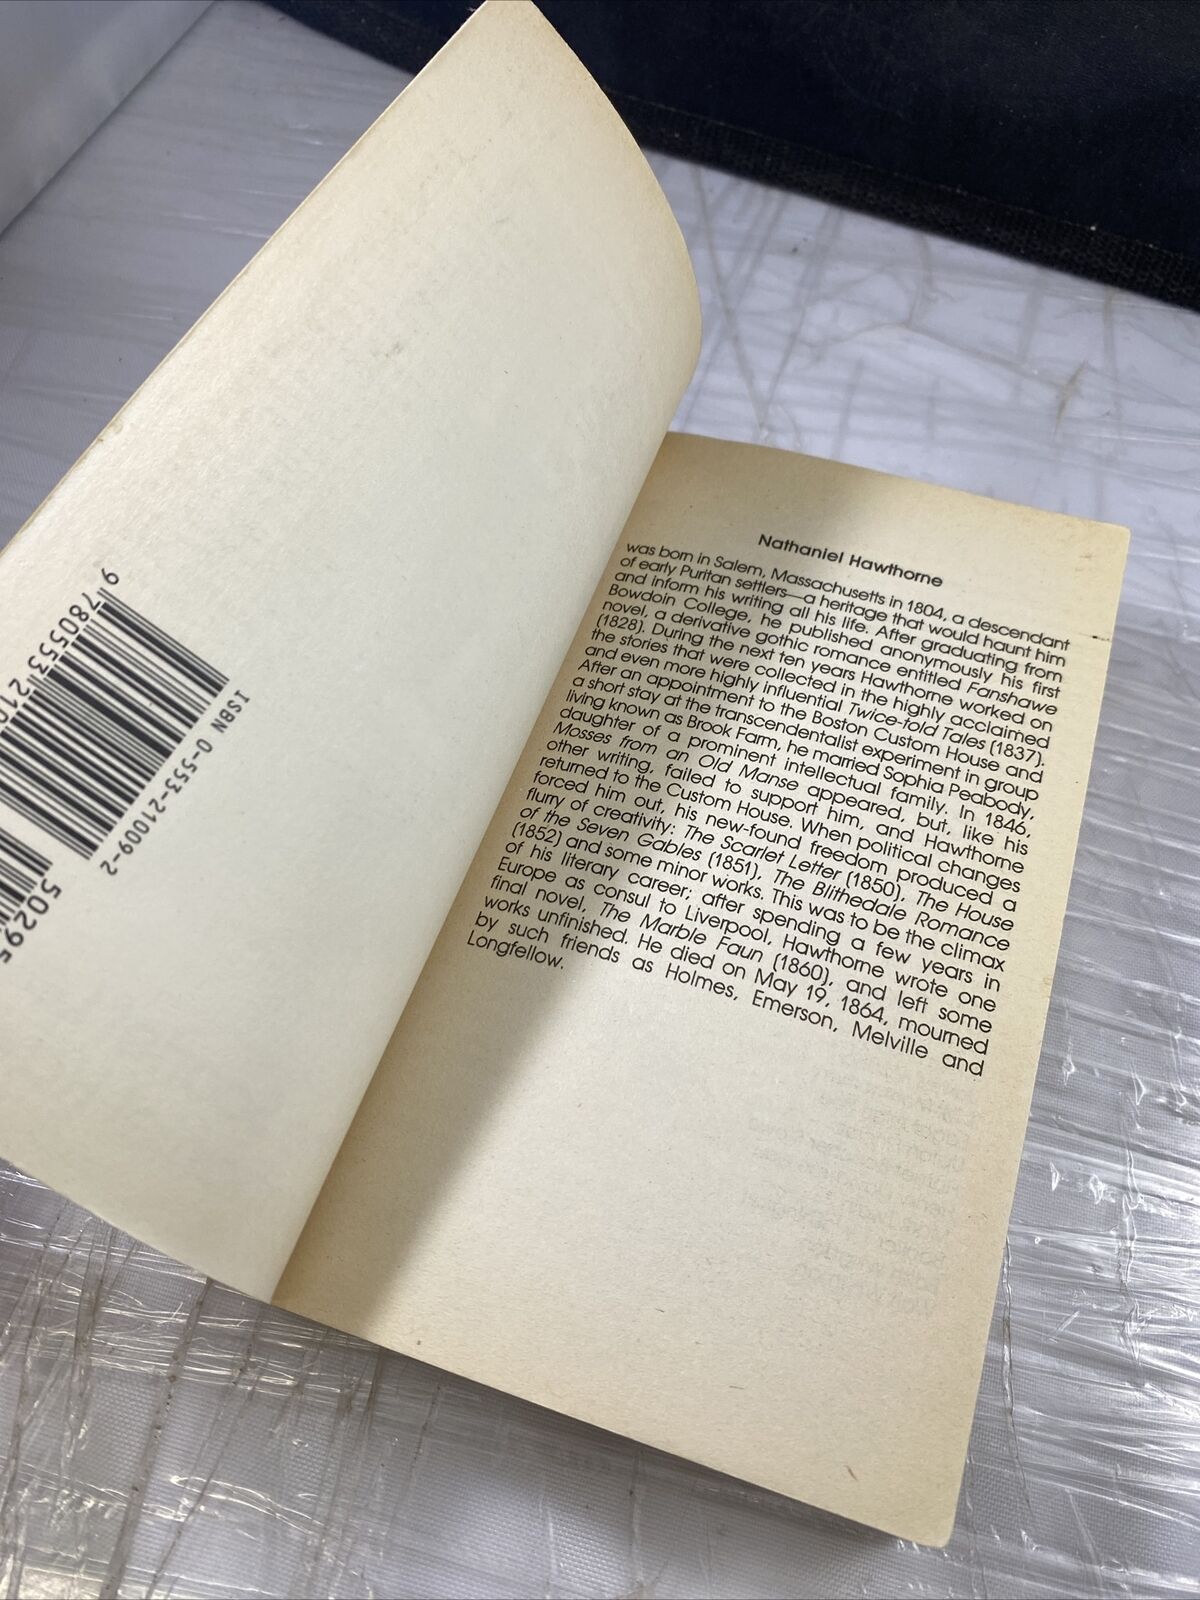 9 780553 210
ISBN 0-553-21009-2
50295
Nathaniel Hawthorne
was born in Salem, Massachusetts in 1804, a descendant
of early Puritan settlers—a heritage that would haunt him
and inform his writing all his life. After graduating from
Bowdoin College, he published anonymously his first
novel, a derivative gothic romance entitled Fanshawe
(1828). During the next ten years Hawthorne worked on
the stories that were collected in the highly acclaimed
and even more highly influential Twice-told Tales (1837).
After an appointment to the Boston Custom House and
a short stay at the transcendentalist experiment in group
living known as Brook Farm, he married Sophia Peabody,
daughter of a prominent intellectual family. In 1846,
Mosses from an Old Manse appeared, but, like his
other writing, failed to support him, and Hawthorne
returned to the Custom House. When political changes
forced him out, his new-found freedom produced a
flurry of creativity: The Scarlet Letter (1850), The House
of the Seven Gables (1851), The Blithedale Romance
(1852) and some minor works. This was to be the climax
of his literary career; after spending a few years in
Europe as consul to Liverpool, Hawthorne wrote one
final novel, The Marble Faun (1860), and left some
works unfinished. He died on May 19, 1864, mourned
by such friends as Holmes, Emerson, Melville and
Longfellow.